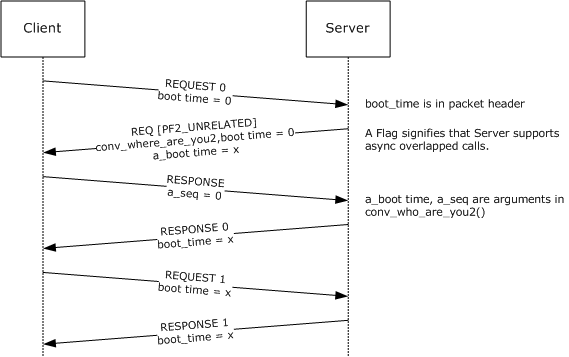 Client
Server
REQUEST 0
boot time = 0
boot_time is in packet header
REQ [PF2_UNRELATED]
conv_where_are_you2,boot time = 0
a_boot time = x
A Flag signifies that Server supports
async overlapped calls.
RESPONSE
a_seq = 0
a_boot time, a_seq are arguments in
conv_who_are_you2()
RESPONSE 0
boot_time = x
REQUEST 1
boot time = x
RESPONSE 1
boot_time = x